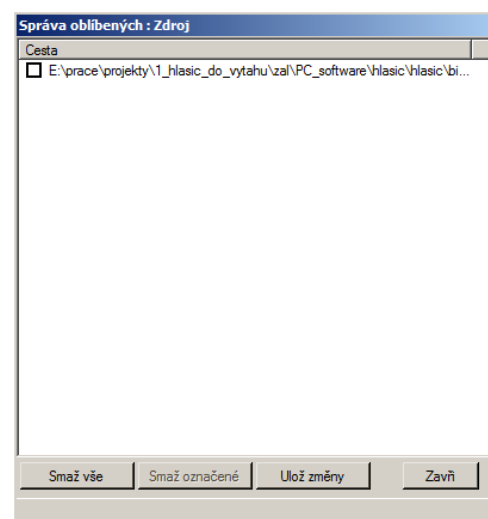 Správa oblíbených : Zdroj
Cesta
E:\prace\projekty\1_hlasic_do_vytahu\zal\PC_software\hlasic\hlasic\bi...
Smaž vše Smaž označené Ulož změny Zavři